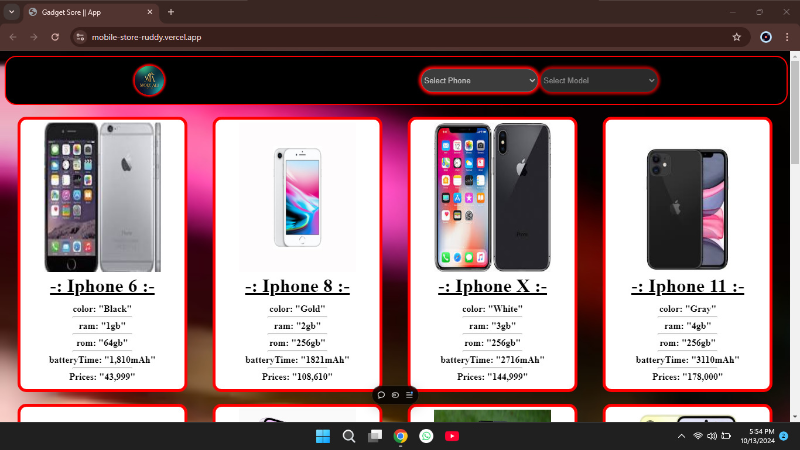 Gadget Sore || App
mobile-store-ruddy.vercel.app
Select Phone
Select Model
-: Iphone 6 :-
color: "Black"
ram: "1gb"
rom: "64gb"
batteryTime: "1,810mAh"
Prices: "43,999"
-: Iphone 8 :-
color: "Gold"
ram: "2gb"
rom: "256gb"
batteryTime: "1821mAh"
Prices: "108,610"
-: Iphone X :-
color: "White"
ram: "3gb"
rom: "256gb"
batteryTime: "2716mAh"
Prices: "144,999"
-: Iphone 11 :-
color: "Gray"
ram: "4gb"
rom: "256gb"
batteryTime: "3110mAh"
Prices: "178,000"
5:54 PM
10/13/2024